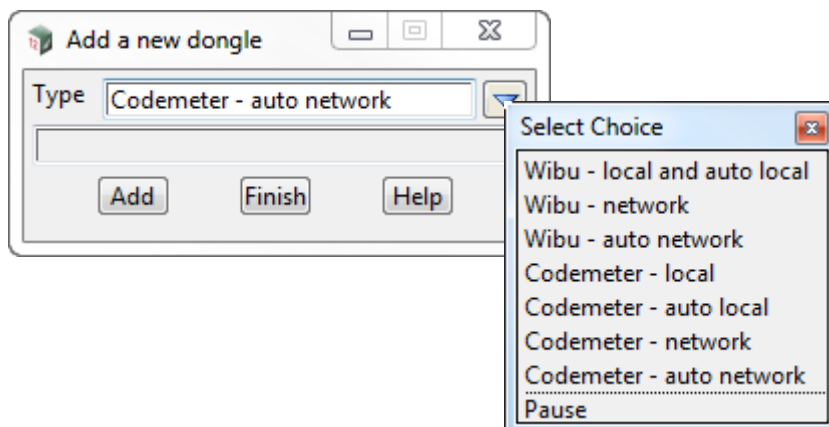 Add a new dongle
Type Codemeter - auto network
Add Finish Help
Select Choice
Wibu - local and auto local
Wibu - network
Wibu - auto network
Codemeter - local
Codemeter - auto local
Codemeter - network
Codemeter - auto network
Pause